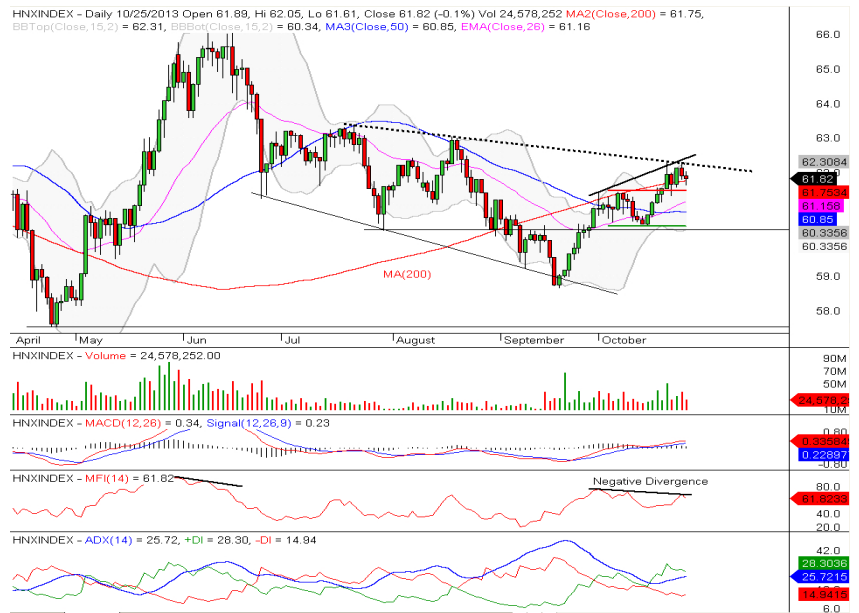 HNXINDEX - Daily 10/25/2013 Open 61.89, Hi 62.05, Lo 61.61, Close 61.82 (-0.1%) Vol 24,578,252 MA2(Close,200) = 61.75,
BBTop(Close,15,2) = 62.31, BBBot(Close,15,2) = 60.34, MA3(Close,50) = 60.85, EMA(Close,26) = 61.16
66.0
65.0
64.0
63.0
62.3084
61.82
61.7534
61.158
60.85
60.3356
60.3356
59.0
58.0
MA(200)
April May Jun Jul August September October
HNXINDEX - Volume = 24,578,252.00
90M
70M
50M
24,578,2
10M
HNXINDEX - MACD(12,26) = 0.34, Signal(12,26,9) = 0.23
0.80
0.33584
0.22897
-0.80
HNXINDEX - MFI(14) = 61.82
Negative Divergence
80.0
61.8233
40.0
20.0
HNXINDEX - ADX(14) = 25.72, +DI = 28.30, -DI = 14.94
42.0
28.3036
25.7215
14.9415
6.0